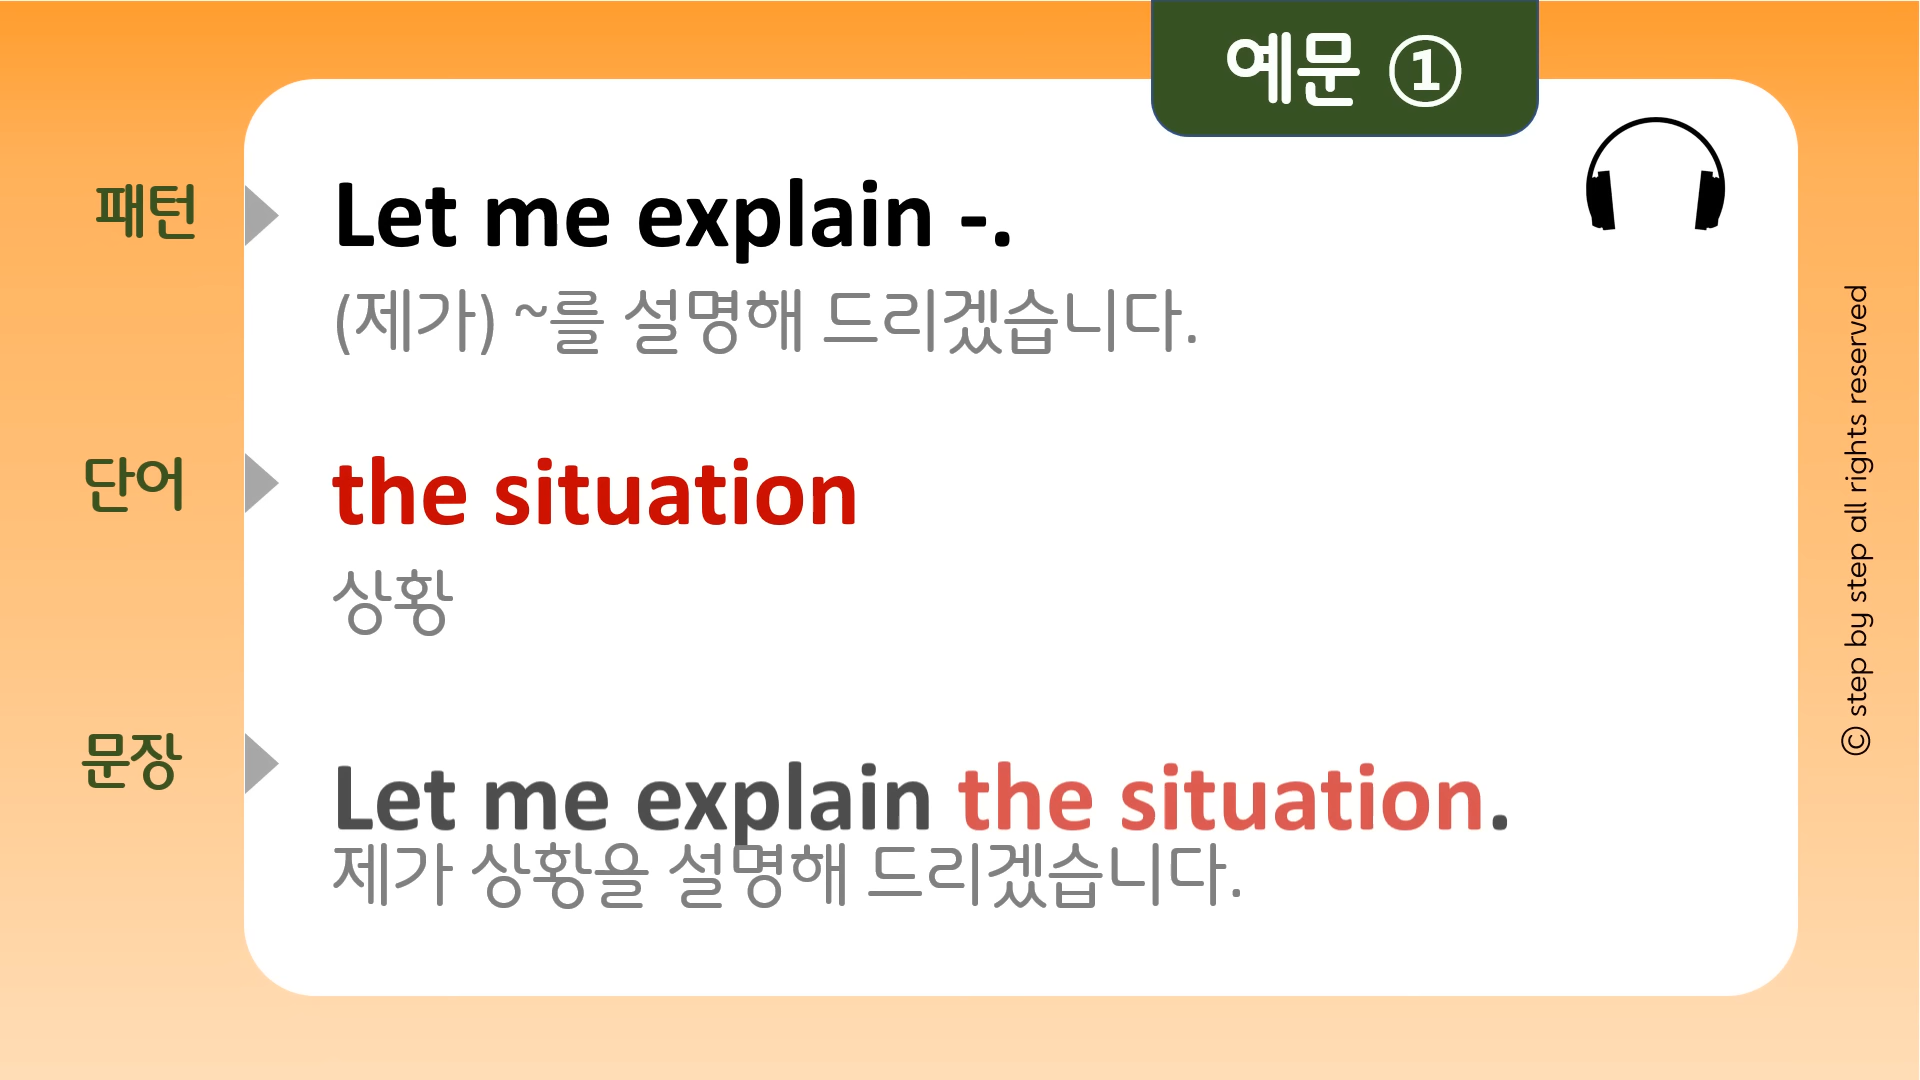 예문 ①
패턴
Let me explain -.
(제가) ~를 설명해 드리겠습니다.
단어
the situation
상황
문장
Let me explain the situation.
제가 상황을 설명해 드리겠습니다.
© step by step all rights reserved